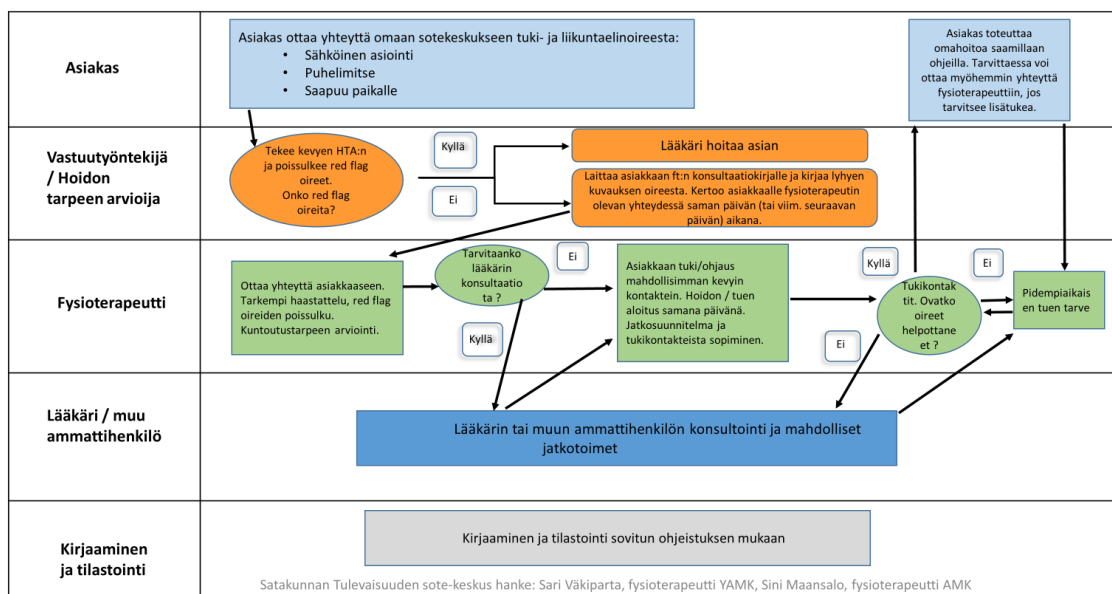 Asiakas
Asiakas ottaa yhteyttä omaan sotekeskukseen tuki- ja liikuntaelinoireesta:
• Sähköinen asiointi
• Puhelimitse
• Saapuu paikalle
Asiakas toteuttaa
omahoitoa saamillaan
ohjeilla. Tarvittaessa voi
ottaa myöhemmin yhteyttä
fysioterapeuttiin, jos
tarvitsee lisätukea.
Vastuutyöntekijä
/ Hoidon
tarpeen arvioija
Tekee kevyen HTA:n
ja poissulkee red flag
oireet.
Onko red flag
oireita?
Kyllä
Ei
Lääkäri hoitaa asian
Laittaa asiakkaan ft:n konsultaatiokirjalle ja kirjaa lyhyen
kuvauksen oireesta. Kertoo asiakkaalle fysioterapeutin
olevan yhteydessä saman päivän (tai viim. seuraavan
päivän) aikana.
Fysioterapeutti
Ottaa yhteyttä asiakkaaseen.
Tarkempi haastattelu, red flag
oireiden poissulku.
Kuntoutustarpeen arviointi.
Tarvitaanko
lääkärin
konsultaatio
ta ?
Ei
Kyllä
Asiakkaan tuki/ohjaus
mahdollisimman kevyin
kontaktein. Hoidon / tuen
aloitus samana päivänä.
Jatkosuunnitelma ja
tukikontakteista sopiminen.
Kyllä
Ei
Tukikontak
tit. Ovatko
oireet
helpottane
et ?
Ei
Pidempiaikais
en tuen tarve
Lääkäri / muu
ammattihenkilö
Lääkärin tai muun ammattihenkilön konsultointi ja mahdolliset
jatkotoimet
Kirjaaminen
ja tilastointi
Kirjaaminen ja tilastointi sovitun ohjeistuksen mukaan
Satakunnan Tulevaisuuden sote-keskus hanke: Sari Väkiparta, fysioterapeutti YAMK, Sini Maansalo, fysioterapeutti AMK